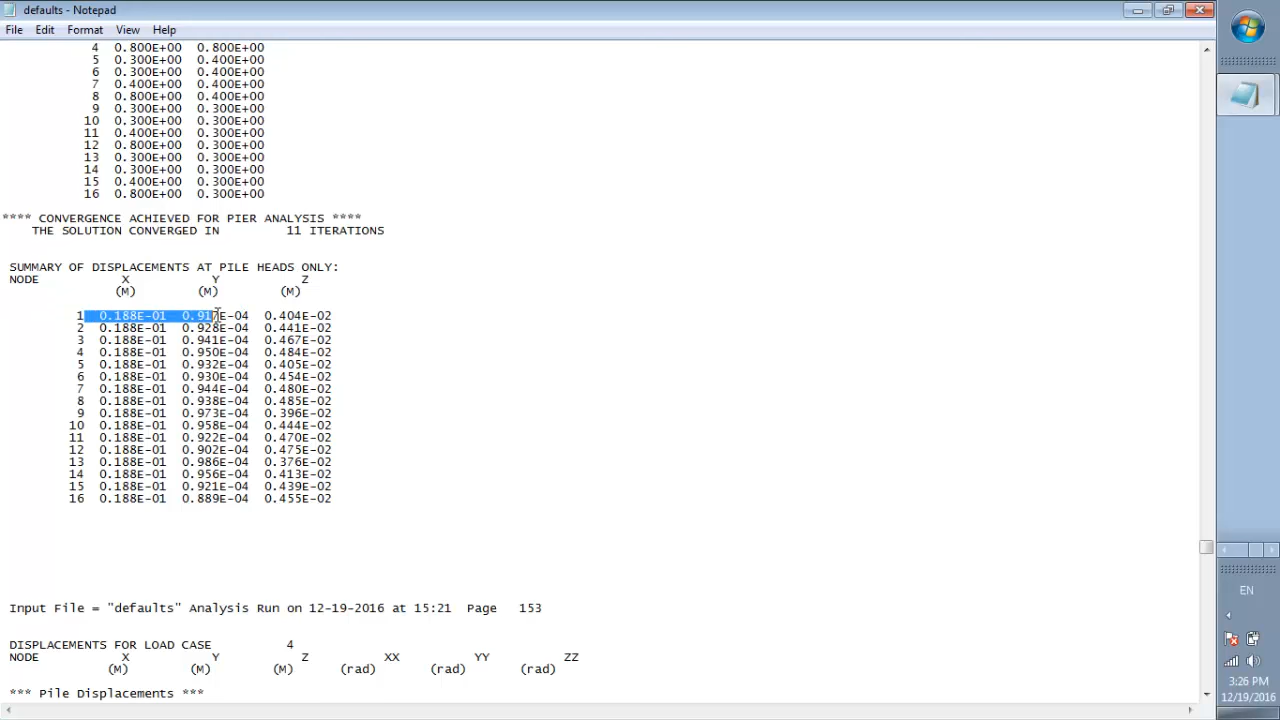 defaults - Notepad
File Edit Format View Help
4 0.800E+00 0.800E+00
5 0.300E+00 0.400E+00
6 0.300E+00 0.400E+00
7 0.400E+00 0.400E+00
8 0.800E+00 0.400E+00
9 0.300E+00 0.300E+00
10 0.300E+00 0.300E+00
11 0.400E+00 0.300E+00
12 0.800E+00 0.300E+00
13 0.300E+00 0.300E+00
14 0.300E+00 0.300E+00
15 0.400E+00 0.300E+00
16 0.800E+00 0.300E+00
**** CONVERGENCE ACHIEVED FOR PIER ANALYSIS ****
THE SOLUTION CONVERGED IN 11 ITERATIONS
SUMMARY OF DISPLACEMENTS AT PILE HEADS ONLY:
NODE X Y Z
(M) (M) (M)
1 0.188E-01 0.917E-04 0.404E-02
2 0.188E-01 0.928E-04 0.441E-02
3 0.188E-01 0.941E-04 0.467E-02
4 0.188E-01 0.950E-04 0.484E-02
5 0.188E-01 0.932E-04 0.405E-02
6 0.188E-01 0.930E-04 0.454E-02
7 0.188E-01 0.944E-04 0.480E-02
8 0.188E-01 0.938E-04 0.485E-02
9 0.188E-01 0.973E-04 0.396E-02
10 0.188E-01 0.958E-04 0.444E-02
11 0.188E-01 0.922E-04 0.470E-02
12 0.188E-01 0.902E-04 0.475E-02
13 0.188E-01 0.986E-04 0.376E-02
14 0.188E-01 0.956E-04 0.413E-02
15 0.188E-01 0.921E-04 0.439E-02
16 0.188E-01 0.889E-04 0.455E-02
Input File = "defaults" Analysis Run on 12-19-2016 at 15:21 Page 153
DISPLACEMENTS FOR LOAD CASE 4
NODE X Y Z XX YY ZZ
(M) (M) (M) (rad) (rad) (rad)
*** Pile Displacements ***
EN
3:26 PM
12/19/2016